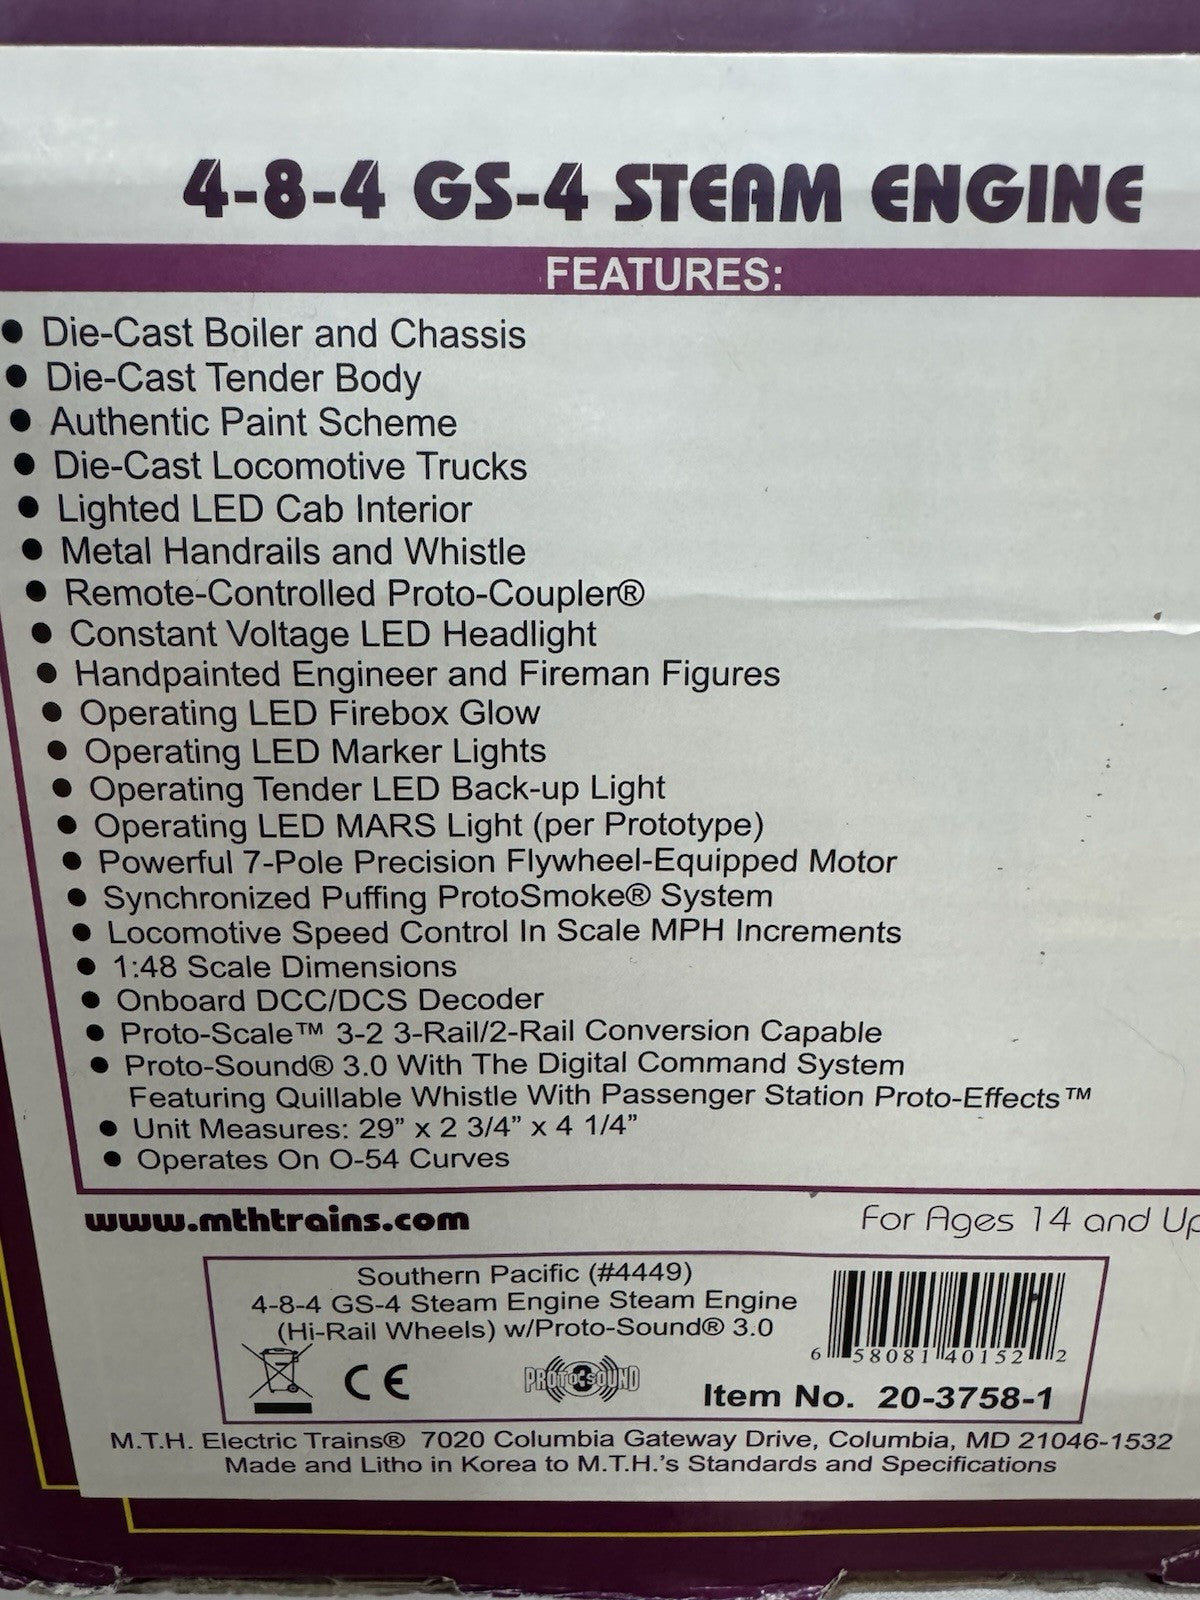 4-8-4 GS-4 STEAM ENGINE
FEATURES:
• Die-Cast Boiler and Chassis
• Die-Cast Tender Body
• Authentic Paint Scheme
• Die-Cast Locomotive Trucks
• Lighted LED Cab Interior
• Metal Handrails and Whistle
• Remote-Controlled Proto-Coupler®
• Constant Voltage LED Headlight
• Handpainted Engineer and Fireman Figures
• Operating LED Firebox Glow
• Operating LED Marker Lights
• Operating Tender LED Back-up Light
• Operating LED MARS Light (per Prototype)
• Powerful 7-Pole Precision Flywheel-Equipped Motor
• Synchronized Puffing ProtoSmoke® System
• Locomotive Speed Control In Scale MPH Increments
• 1:48 Scale Dimensions
• Onboard DCC/DCS Decoder
• Proto-Scale™ 3-2 3-Rail/2-Rail Conversion Capable
• Proto-Sound® 3.0 With The Digital Command System
Featuring Quillable Whistle With Passenger Station Proto-Effects™
• Unit Measures: 29” x 2 3/4” x 4 1/4”
• Operates On O-54 Curves
www.mthtrains.com
For Ages 14 and Up
Southern Pacific (#4449)
4-8-4 GS-4 Steam Engine Steam Engine
(Hi-Rail Wheels) w/Proto-Sound® 3.0
6 58081 40152 2
CE
PROTO-SOUND 3
Item No. 20-3758-1
M.T.H. Electric Trains® 7020 Columbia Gateway Drive, Columbia, MD 21046-1532
Made and Litho in Korea to M.T.H.'s Standards and Specifications